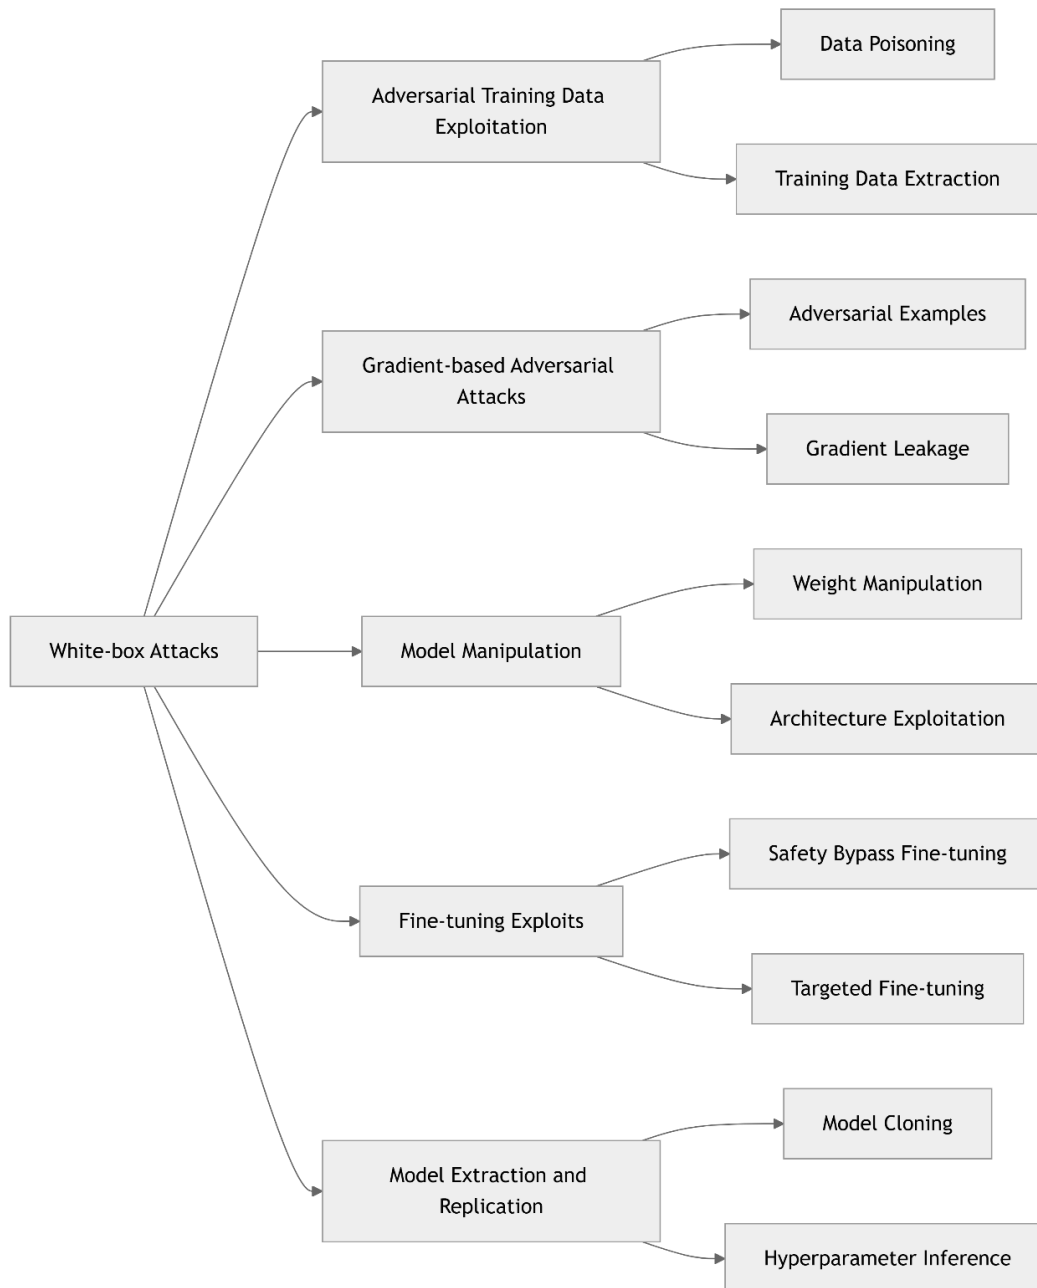 White-box Attacks
Adversarial Training Data
Exploitation
Data Poisoning
Training Data Extraction
Gradient-based Adversarial
Attacks
Adversarial Examples
Gradient Leakage
Model Manipulation
Weight Manipulation
Architecture Exploitation
Fine-tuning Exploits
Safety Bypass Fine-tuning
Targeted Fine-tuning
Model Extraction and
Replication
Model Cloning
Hyperparameter Inference